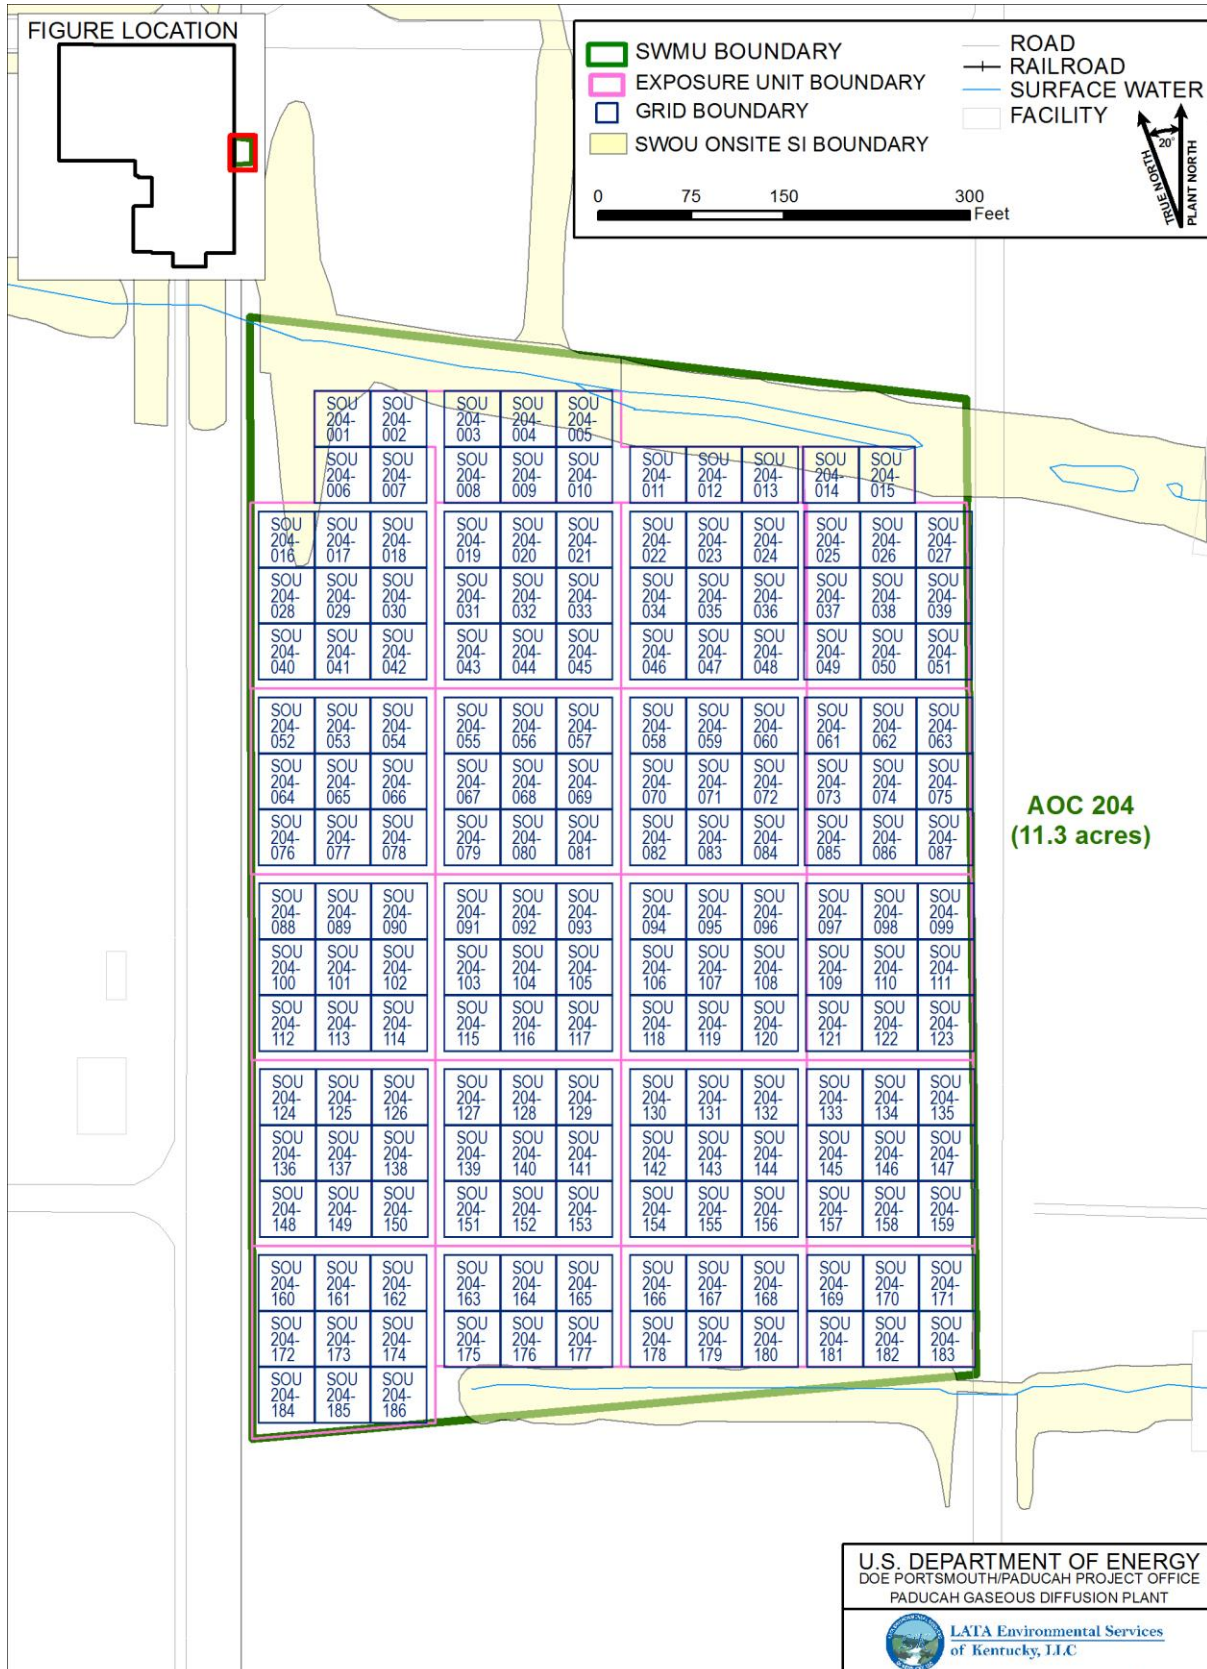 FIGURE LOCATION
SWMU BOUNDARY
EXPOSURE UNIT BOUNDARY
GRID BOUNDARY
SWOU ONSITE SI BOUNDARY
ROAD
RAILROAD
SURFACE WATER
FACILITY
20°
TRUE NORTH
PLANT NORTH
0 75 150 300
Feet
SOU SOU SOU SOU SOU
204- 204- 204- 204- 204-
001 002 003 004 005
SOU SOU SOU SOU SOU SOU SOU SOU SOU SOU
204- 204- 204- 204- 204- 204- 204- 204- 204- 204-
006 007 008 009 010 011 012 013 014 015
SOU SOU SOU SOU SOU SOU SOU SOU SOU SOU SOU SOU
204- 204- 204- 204- 204- 204- 204- 204- 204- 204- 204- 204-
016 017 018 019 020 021 022 023 024 025 026 027
SOU SOU SOU SOU SOU SOU SOU SOU SOU SOU SOU SOU
204- 204- 204- 204- 204- 204- 204- 204- 204- 204- 204- 204-
028 029 030 031 032 033 034 035 036 037 038 039
SOU SOU SOU SOU SOU SOU SOU SOU SOU SOU SOU SOU
204- 204- 204- 204- 204- 204- 204- 204- 204- 204- 204- 204-
040 041 042 043 044 045 046 047 048 049 050 051
SOU SOU SOU SOU SOU SOU SOU SOU SOU SOU SOU SOU
204- 204- 204- 204- 204- 204- 204- 204- 204- 204- 204- 204-
052 053 054 055 056 057 058 059 060 061 062 063
SOU SOU SOU SOU SOU SOU SOU SOU SOU SOU SOU SOU
204- 204- 204- 204- 204- 204- 204- 204- 204- 204- 204- 204-
064 065 066 067 068 069 070 071 072 073 074 075
SOU SOU SOU SOU SOU SOU SOU SOU SOU SOU SOU SOU
204- 204- 204- 204- 204- 204- 204- 204- 204- 204- 204- 204-
076 077 078 079 080 081 082 083 084 085 086 087
AOC 204
(11.3 acres)
SOU SOU SOU SOU SOU SOU SOU SOU SOU SOU SOU SOU
204- 204- 204- 204- 204- 204- 204- 204- 204- 204- 204- 204-
088 089 090 091 092 093 094 095 096 097 098 099
SOU SOU SOU SOU SOU SOU SOU SOU SOU SOU SOU SOU
204- 204- 204- 204- 204- 204- 204- 204- 204- 204- 204- 204-
100 101 102 103 104 105 106 107 108 109 110 111
SOU SOU SOU SOU SOU SOU SOU SOU SOU SOU SOU SOU
204- 204- 204- 204- 204- 204- 204- 204- 204- 204- 204- 204-
112 113 114 115 116 117 118 119 120 121 122 123
SOU SOU SOU SOU SOU SOU SOU SOU SOU SOU SOU SOU
204- 204- 204- 204- 204- 204- 204- 204- 204- 204- 204- 204-
124 125 126 127 128 129 130 131 132 133 134 135
SOU SOU SOU SOU SOU SOU SOU SOU SOU SOU SOU SOU
204- 204- 204- 204- 204- 204- 204- 204- 204- 204- 204- 204-
136 137 138 139 140 141 142 143 144 145 146 147
SOU SOU SOU SOU SOU SOU SOU SOU SOU SOU SOU SOU
204- 204- 204- 204- 204- 204- 204- 204- 204- 204- 204- 204-
148 149 150 151 152 153 154 155 156 157 158 159
SOU SOU SOU SOU SOU SOU SOU SOU SOU SOU SOU SOU
204- 204- 204- 204- 204- 204- 204- 204- 204- 204- 204- 204-
160 161 162 163 164 165 166 167 168 169 170 171
SOU SOU SOU SOU SOU SOU SOU SOU SOU SOU SOU SOU
204- 204- 204- 204- 204- 204- 204- 204- 204- 204- 204- 204-
172 173 174 175 176 177 178 179 180 181 182 183
SOU SOU SOU
204- 204- 204-
184 185 186
U.S. DEPARTMENT OF ENERGY
DOE PORTSMOUTH/PADUCAH PROJECT OFFICE
PADUCAH GASEOUS DIFFUSION PLANT
LATA Environmental Services
of Kentucky, LLC